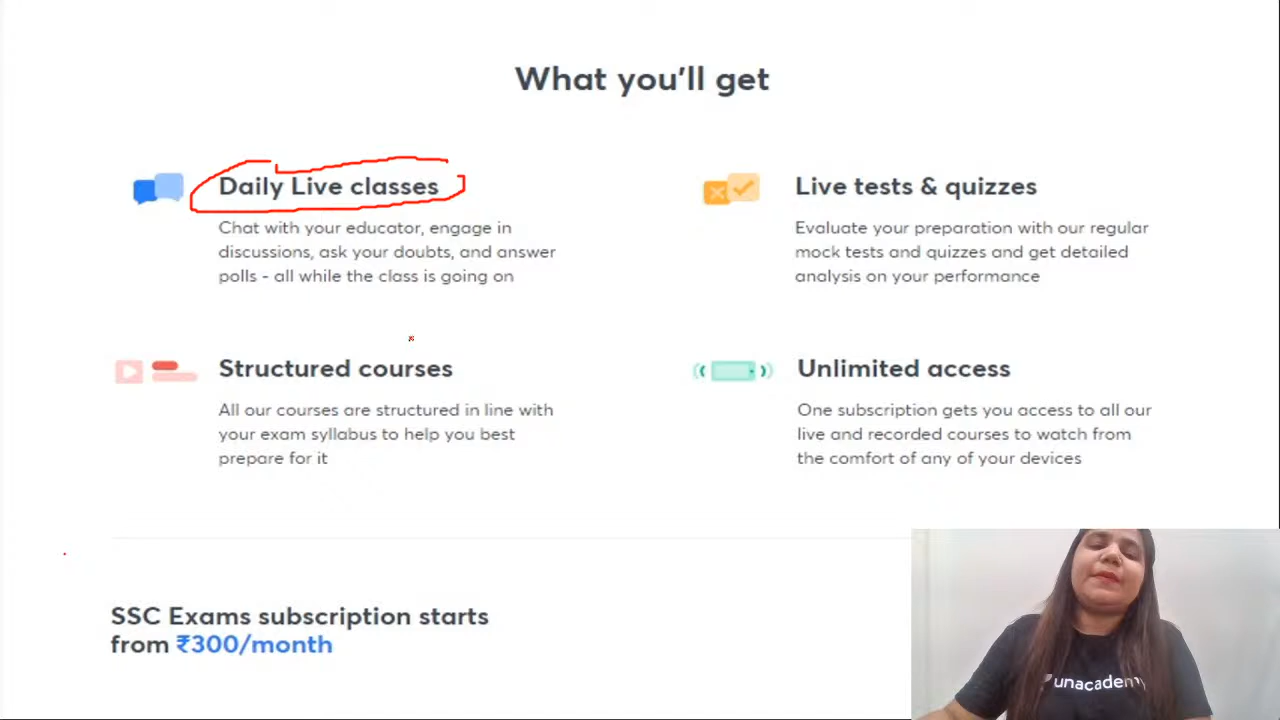 What you'll get
Daily Live classes
Chat with your educator, engage in
discussions, ask your doubts, and answer
polls - all while the class is going on
Live tests & quizzes
Evaluate your preparation with our regular
mock tests and quizzes and get detailed
analysis on your performance
Structured courses
All our courses are structured in line with
your exam syllabus to help you best
prepare for it
Unlimited access
One subscription gets you access to all our
live and recorded courses to watch from
the comfort of any of your devices
SSC Exams subscription starts
from ₹300/month
unacademy